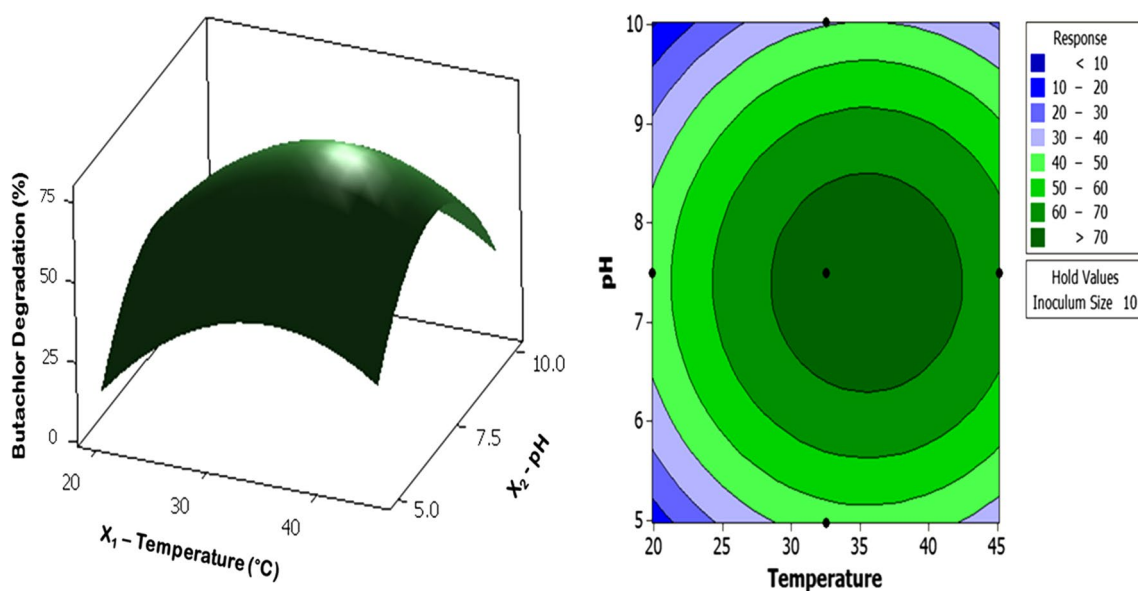 Butachlor Degradation (%)
75
50
25
0
20
30
40
X₁ – Temperature (°C)
5.0
7.5
10.0
X₂ - pH
10
9
8
7
6
5
pH
20
25
30
35
40
45
Temperature
Response
< 10
10 – 20
20 – 30
30 – 40
40 – 50
50 – 60
60 – 70
> 70
Hold Values
Inoculum Size 10